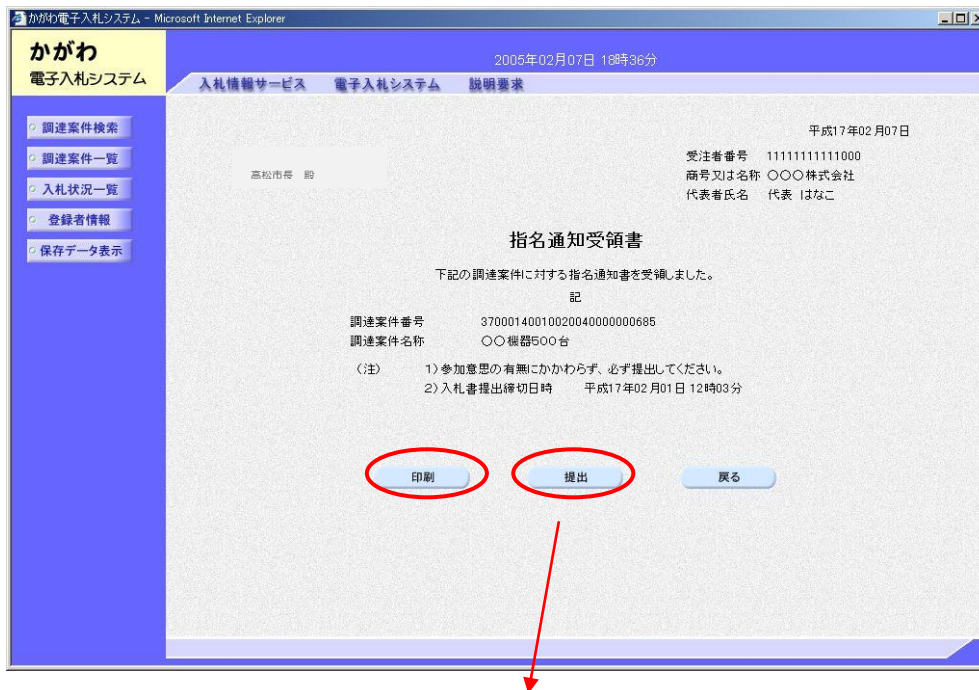 かがわ電子入札システム - Microsoft Internet Explorer
かがわ
電子入札システム
2005年02月07日 18時36分
入札情報サービス 電子入札システム 説明要求
調達案件検索
調達案件一覧
入札状況一覧
登録者情報
保存データ表示
平成17年02月07日
受注者番号 11111111111000
高松市長 殿
商号又は名称 〇〇〇株式会社
代表者氏名 代表 はなこ
指名通知受領書
下記の調達案件に対する指名通知書を受領しました。
記
調達案件番号 37000140010020040000000685
調達案件名称 〇〇機器500台
(注) 1)参加意思の有無にかかわらず、必ず提出してください。
2)入札書提出締切日時 平成17年02月01日 12時03分
印刷 提出 戻る